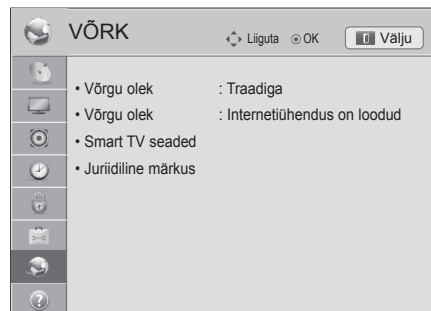 VÕRK
Liiguta
OK
Välju
• Võrgu olek : Traadiga
• Võrgu olek : Internetiühendus on loodud
• Smart TV seaded
• Juriidiline märkus